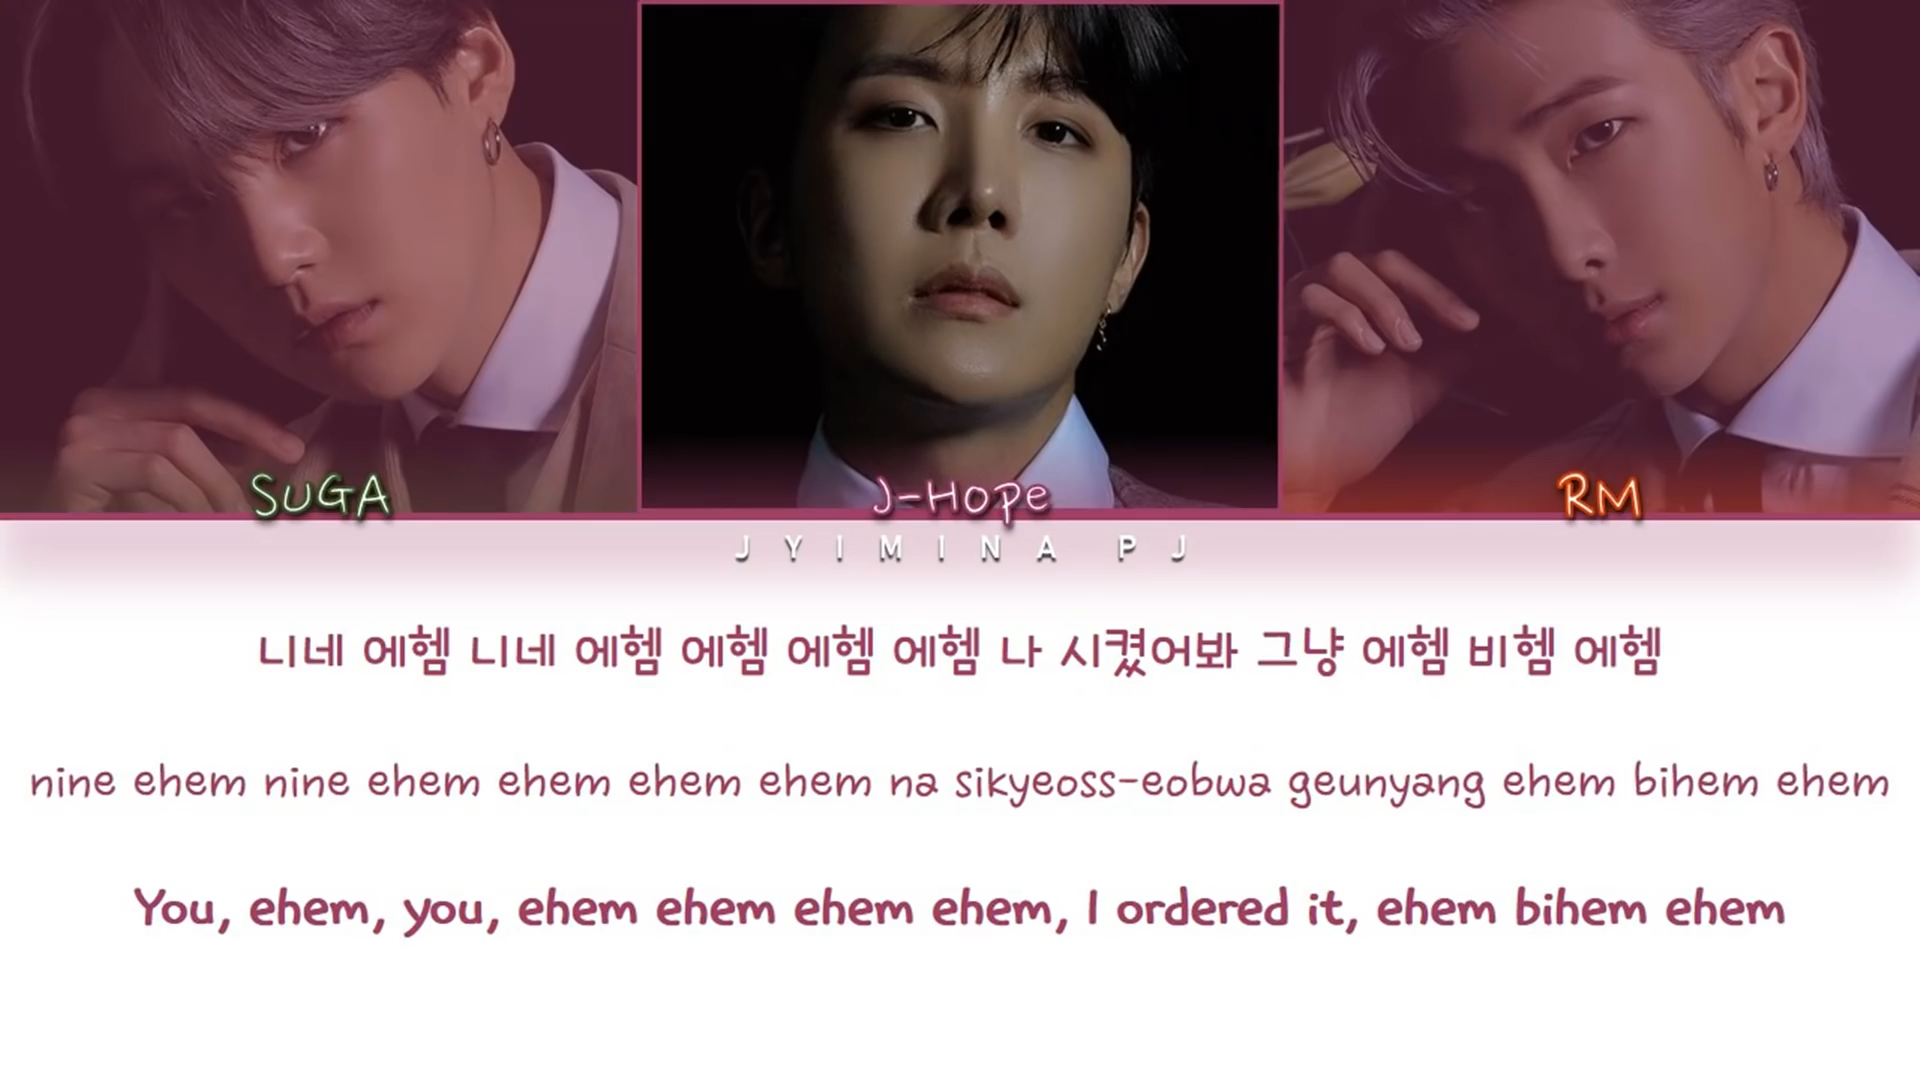 SUGA
J-Hope
RM
JYIMINA PJ
니네 에헴 니네 에헴 에헴 에헴 에헴 나 시켰어봐 그냥 에헴 비헴 에헴
nine ehem nine ehem ehem ehem ehem na sikyeoss-eobwa geunyang ehem bihem ehem
You, ehem, you, ehem ehem ehem ehem, I ordered it, ehem bihem ehem